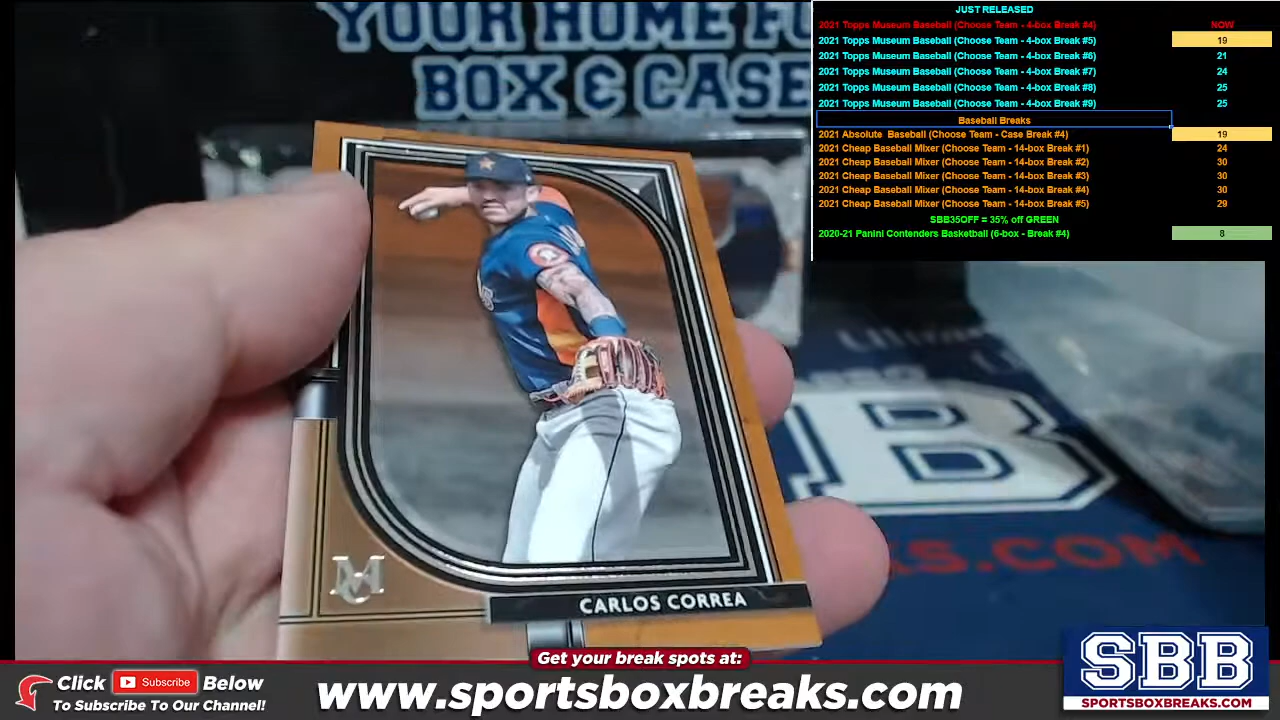 YOUR HOME FO
BOX & CASE
JUST RELEASED
2021 Topps Museum Baseball (Choose Team - 4-box Break #4) NOW
2021 Topps Museum Baseball (Choose Team - 4-box Break #5) 19
2021 Topps Museum Baseball (Choose Team - 4-box Break #6) 21
2021 Topps Museum Baseball (Choose Team - 4-box Break #7) 24
2021 Topps Museum Baseball (Choose Team - 4-box Break #8) 25
2021 Topps Museum Baseball (Choose Team - 4-box Break #9) 25
Baseball Breaks
2021 Absolute Baseball (Choose Team - Case Break #4) 19
2021 Cheap Baseball Mixer (Choose Team - 14-box Break #1) 24
2021 Cheap Baseball Mixer (Choose Team - 14-box Break #2) 30
2021 Cheap Baseball Mixer (Choose Team - 14-box Break #3) 30
2021 Cheap Baseball Mixer (Choose Team - 14-box Break #4) 30
2021 Cheap Baseball Mixer (Choose Team - 14-box Break #5) 29
SBB35OFF = 35% off GREEN
2020-21 Panini Contenders Basketball (6-box - Break #4) 8
B
KS.COM
M
CARLOS CORREA
Get your break spots at:
Click Subscribe Below
To Subscribe To Our Channel!
www.sportsboxbreaks.com
SBB
SPORTSBOXBREAKS.COM